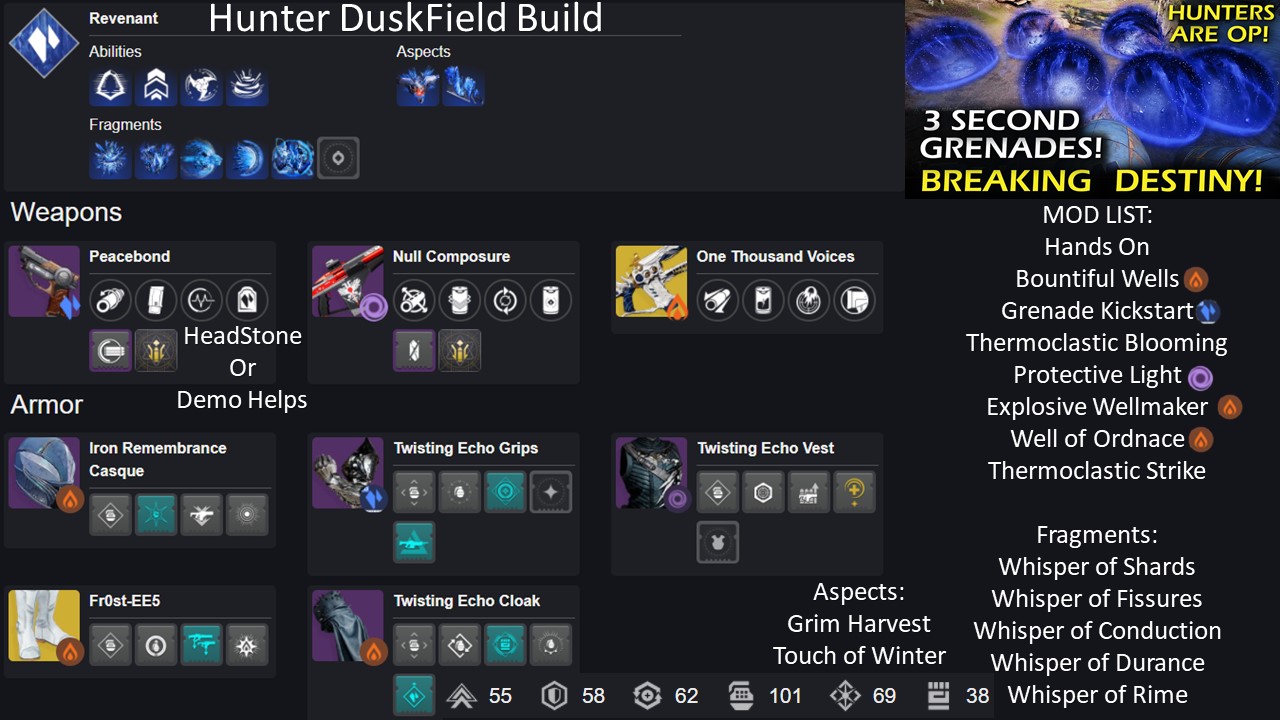 Hunter DuskField Build
Revenant
Abilities
Aspects
Fragments
HUNTERS
ARE OP!
3 SECOND
GRENADES!
BREAKING DESTINY!
Weapons
Peacebond
Null Composure
One Thousand Voices
HeadStone
Or
Demo Helps
Armor
Iron Remembrance
Casque
Twisting Echo Grips
Twisting Echo Vest
Fr0st-EE5
Twisting Echo Cloak
MOD LIST:
Hands On
Bountiful Wells
Grenade Kickstart
Thermoclastic Blooming
Protective Light
Explosive Wellmaker
Well of Ordnace
Thermoclastic Strike
Fragments:
Whisper of Shards
Whisper of Fissures
Whisper of Conduction
Whisper of Durance
Whisper of Rime
Aspects:
Grim Harvest
Touch of Winter
55 58 62 101 69 38